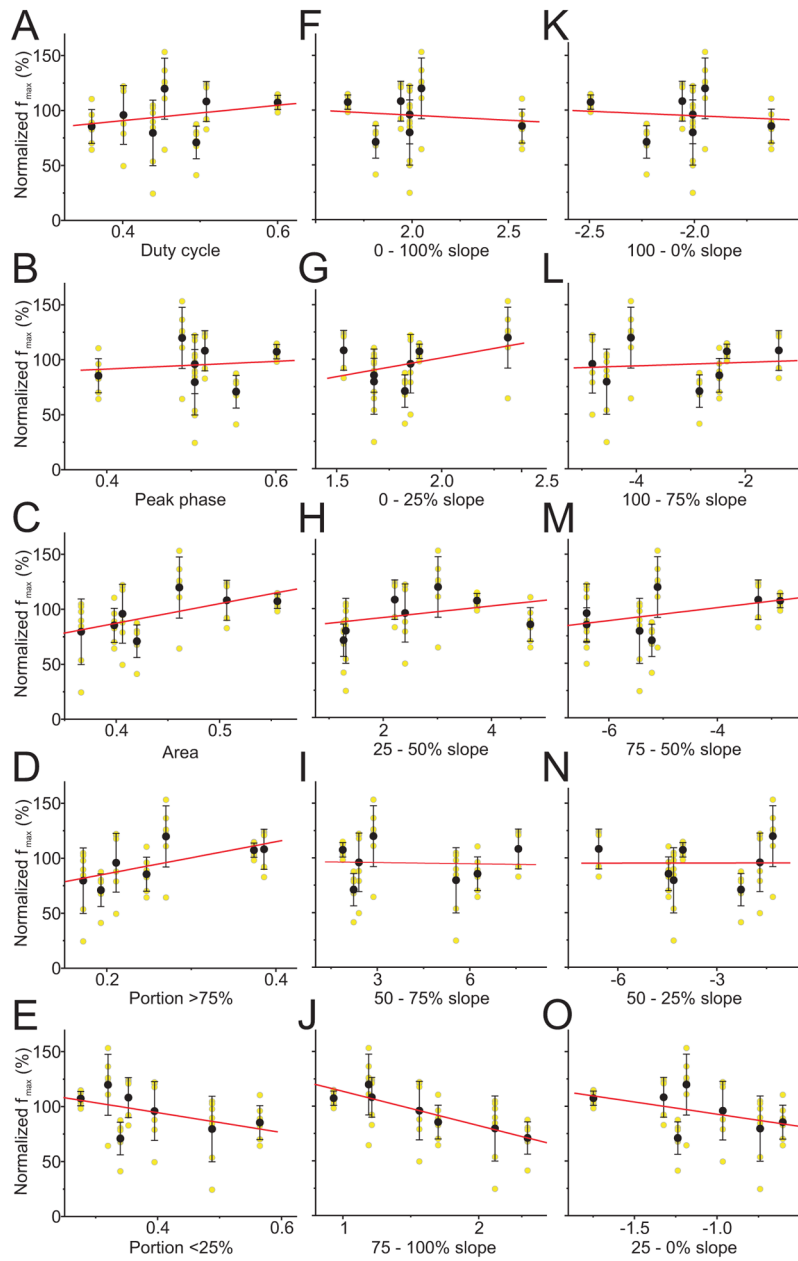 A
F
K
Normalized f max (%)
150
100
50
0
0.4
0.6
2.0
2.5
-2.5
-2.0
Duty cycle
0 - 100% slope
100 - 0% slope
B
G
L
Normalized f max (%)
150
100
50
0
0.4
0.6
1.5
2.0
2.5
-4
-2
Peak phase
0 - 25% slope
100 - 75% slope
C
H
M
Normalized f max (%)
150
100
50
0
0.4
0.5
2
4
-6
-4
Area
25 - 50% slope
75 - 50% slope
D
I
N
Normalized f max (%)
150
100
50
0
0.2
0.4
3
6
-6
-3
Portion >75%
50 - 75% slope
50 - 25% slope
E
J
O
Normalized f max (%)
150
100
50
0
0.4
0.6
1
2
-1.5
-1.0
Portion <25%
75 - 100% slope
25 - 0% slope